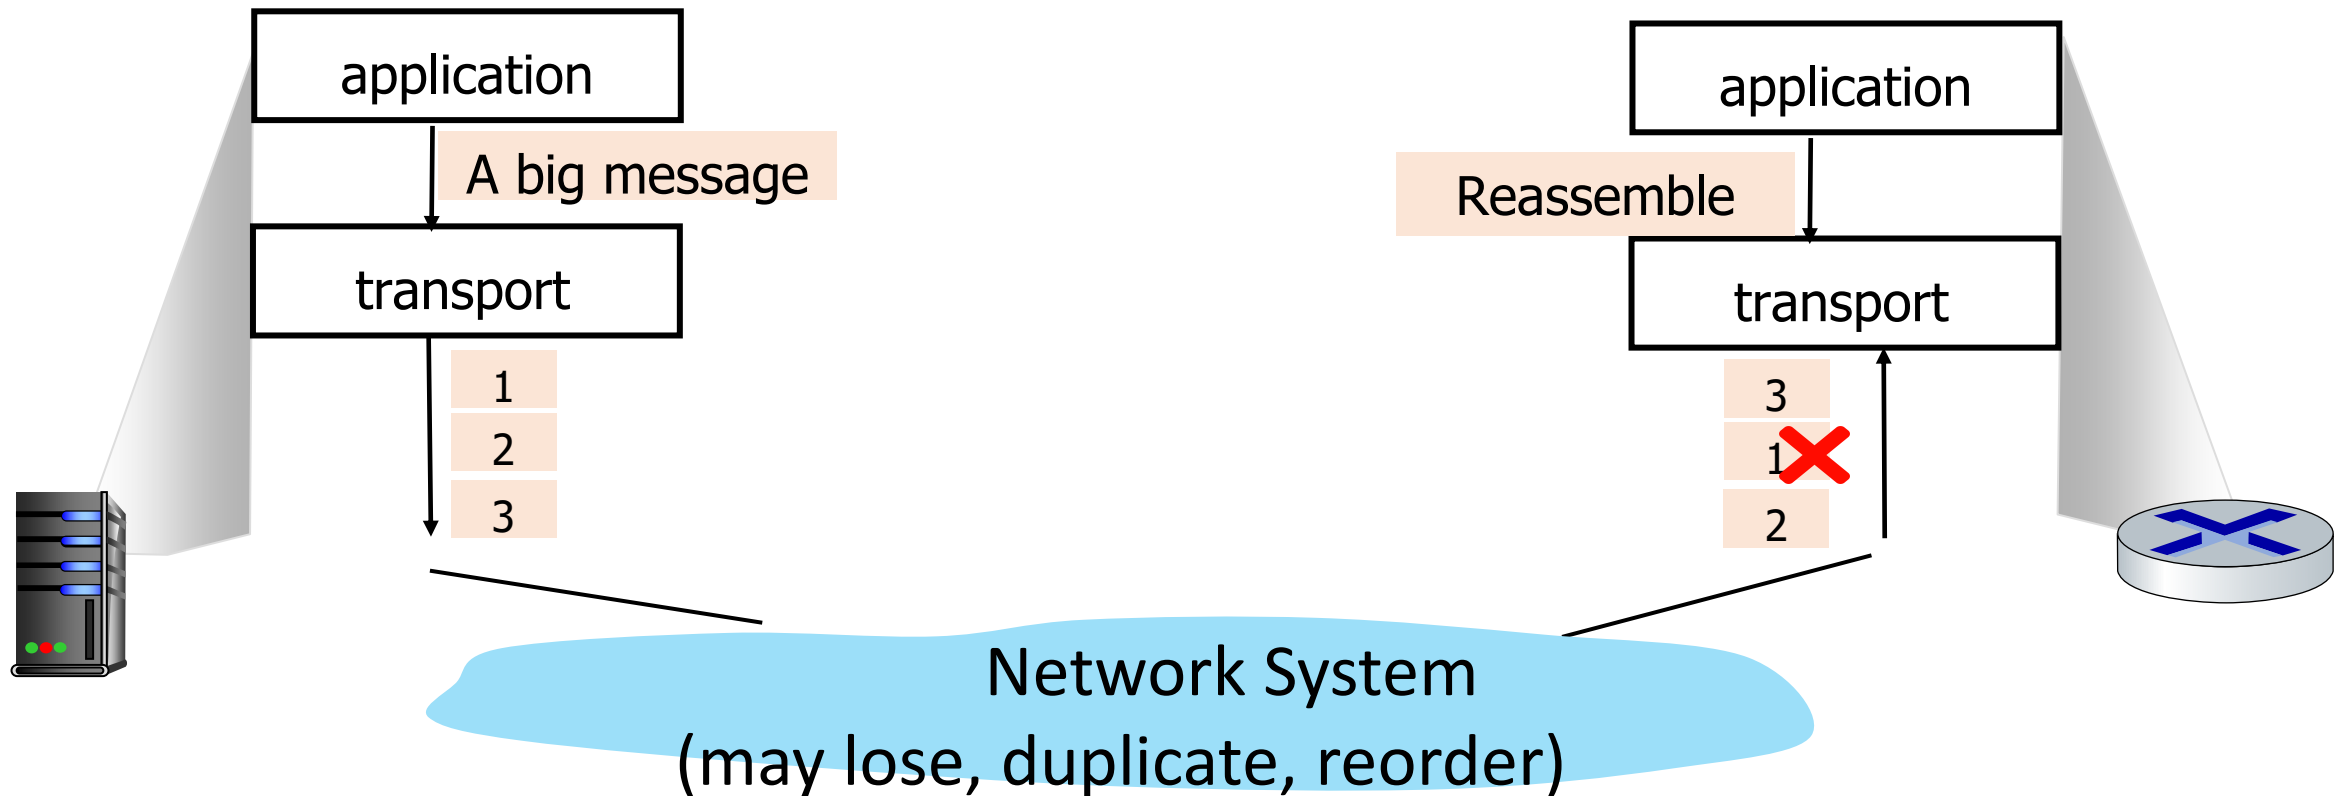 application
A big message
transport
1
2
3
application
Reassemble
transport
3
1
2
Network System
(may lose, duplicate, reorder)